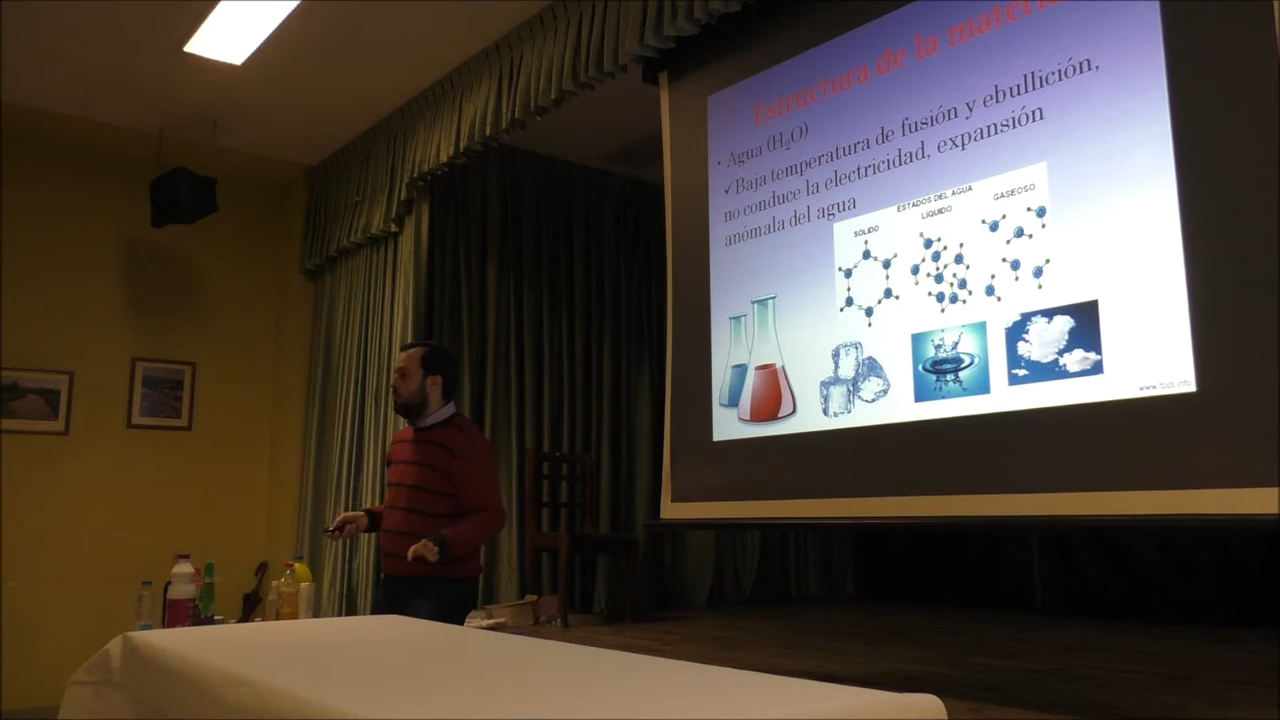 Estructura de la materia
• Agua (H₂O)
✓Baja temperatura de fusión y ebullición,
no conduce la electricidad, expansión
anómala del agua
ESTADOS DEL AGUA
SÓLIDO
LÍQUIDO
GASEOSO